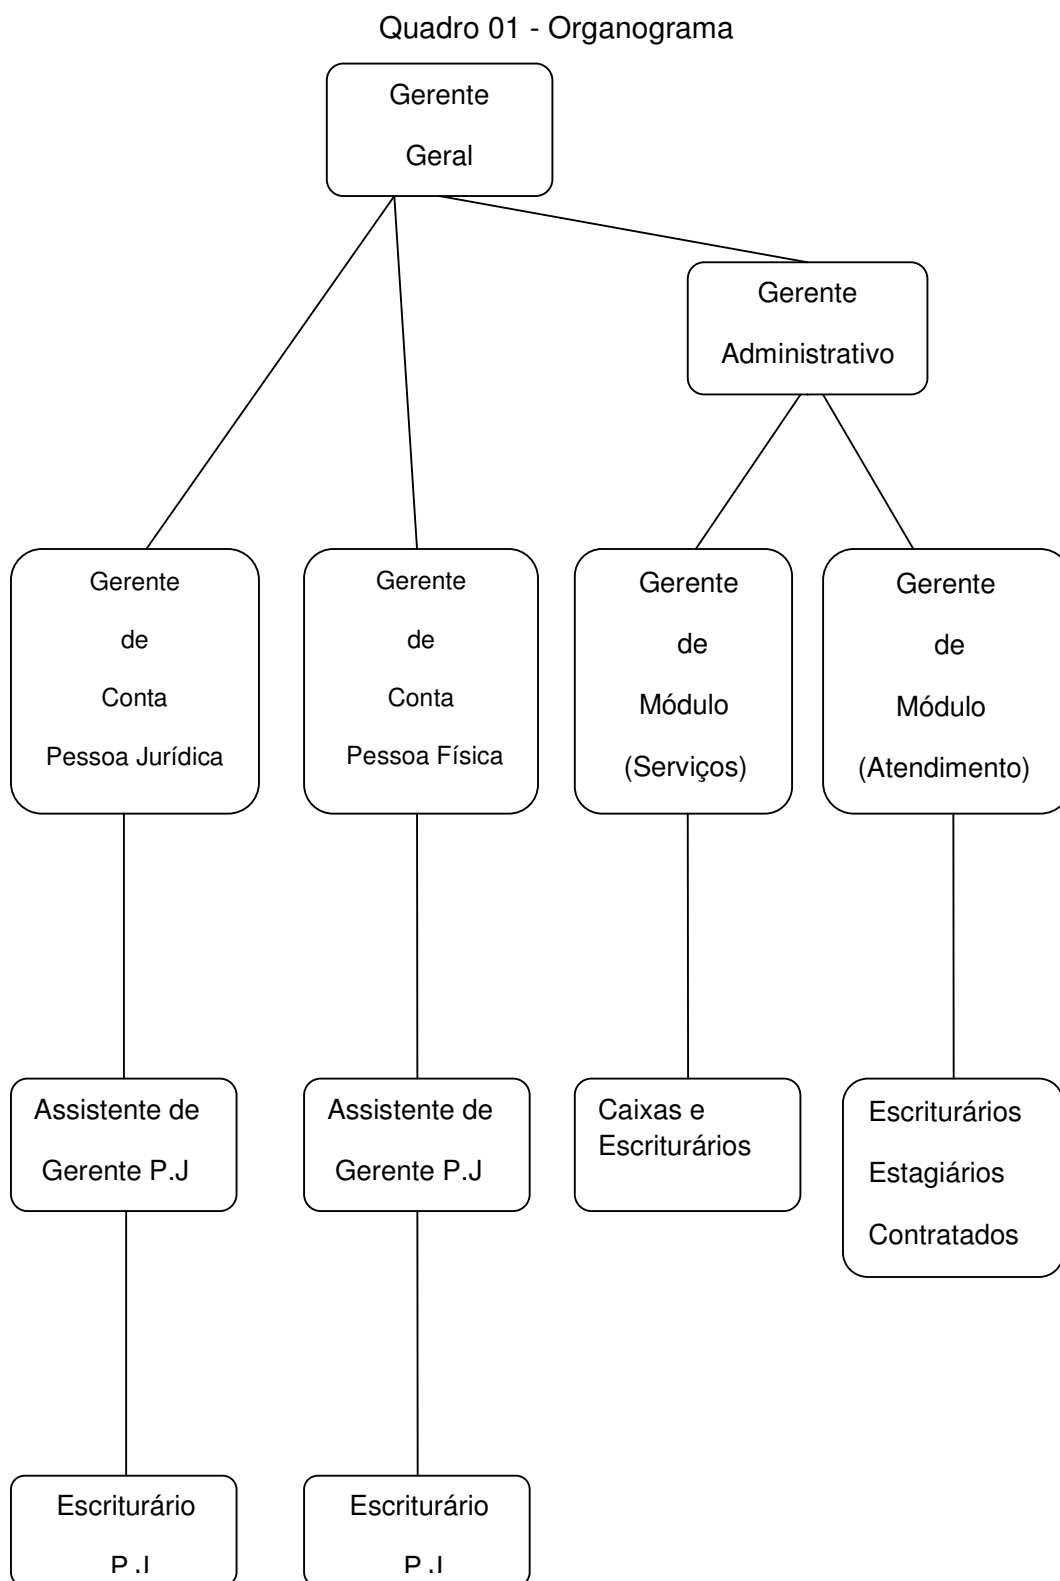 Quadro 01 - Organograma
Gerente
Geral
Gerente
Administrativo
Gerente
de
Conta
Pessoa Jurídica
Gerente
de
Conta
Pessoa Física
Gerente
de
Módulo
(Serviços)
Gerente
de
Módulo
(Atendimento)
Assistente de
Gerente P.J
Assistente de
Gerente P.J
Caixas e
Escriturários
Escriturários
Estagiários
Contratados
Escriturário
P.J
Escriturário
P.J